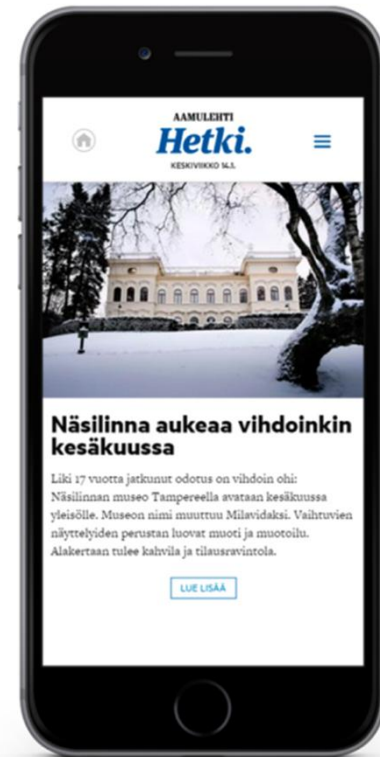 AAMULEHTI
Hetki.
KESKIVIIKKO 14.1.
Näsilinna aukeaa vihdoinkin
kesäkuussa
Liki 17 vuotta jatkunut odotus on vihdoin ohi:
Näsilinnan museo Tampereella avataan kesäkuussa
yleisölle. Museon nimi muuttuu Milavidaksi. Vaihtuvien
näyttelyiden perustan luovat muoti ja muotoilu.
Alakertaan tulee kahvila ja tilausravintola.
LUE LISÄÄ